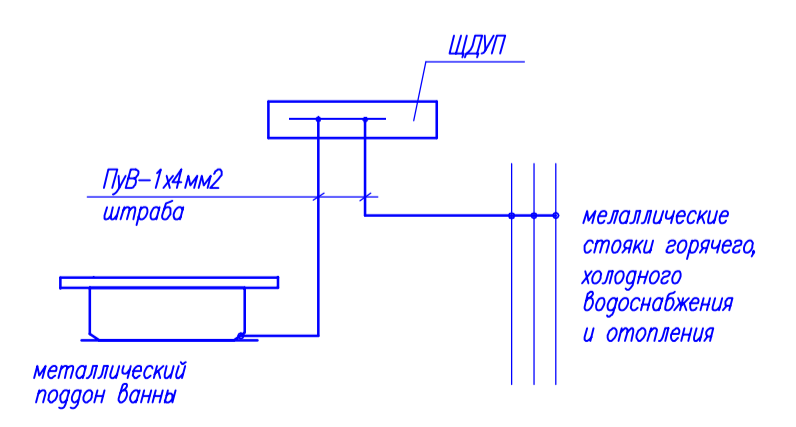 ЩДУП
ПуВ-1х4мм2
штраба
мелаллические
стояки горячего,
холодного
водоснабжения
и отопления
металлический
поддон ванны